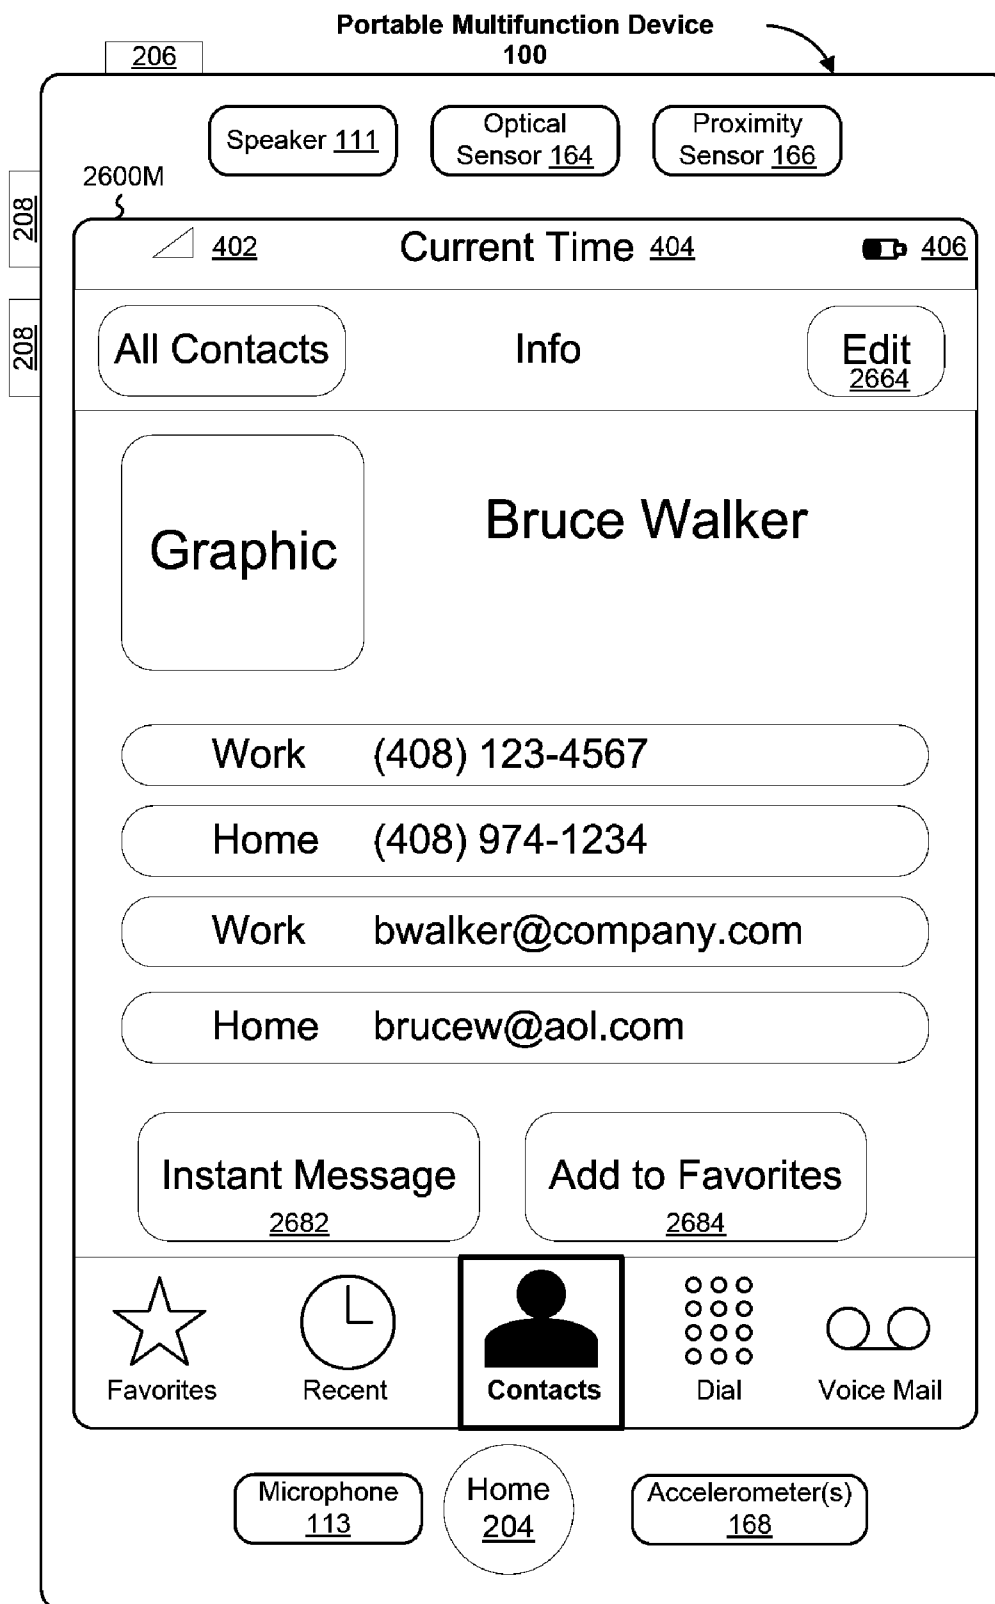 Portable Multifunction Device
100
206
Speaker 111
Optical
Sensor 164
Proximity
Sensor 166
2600M
208
208
402
Current Time 404
406
All Contacts
Info
Edit
2664
Graphic
Bruce Walker
Work (408) 123-4567
Home (408) 974-1234
Work bwalker@company.com
Home brucew@aol.com
Instant Message
2682
Add to Favorites
2684
Favorites
Recent
Contacts
Dial
Voice Mail
Microphone
113
Home
204
Accelerometer(s)
168